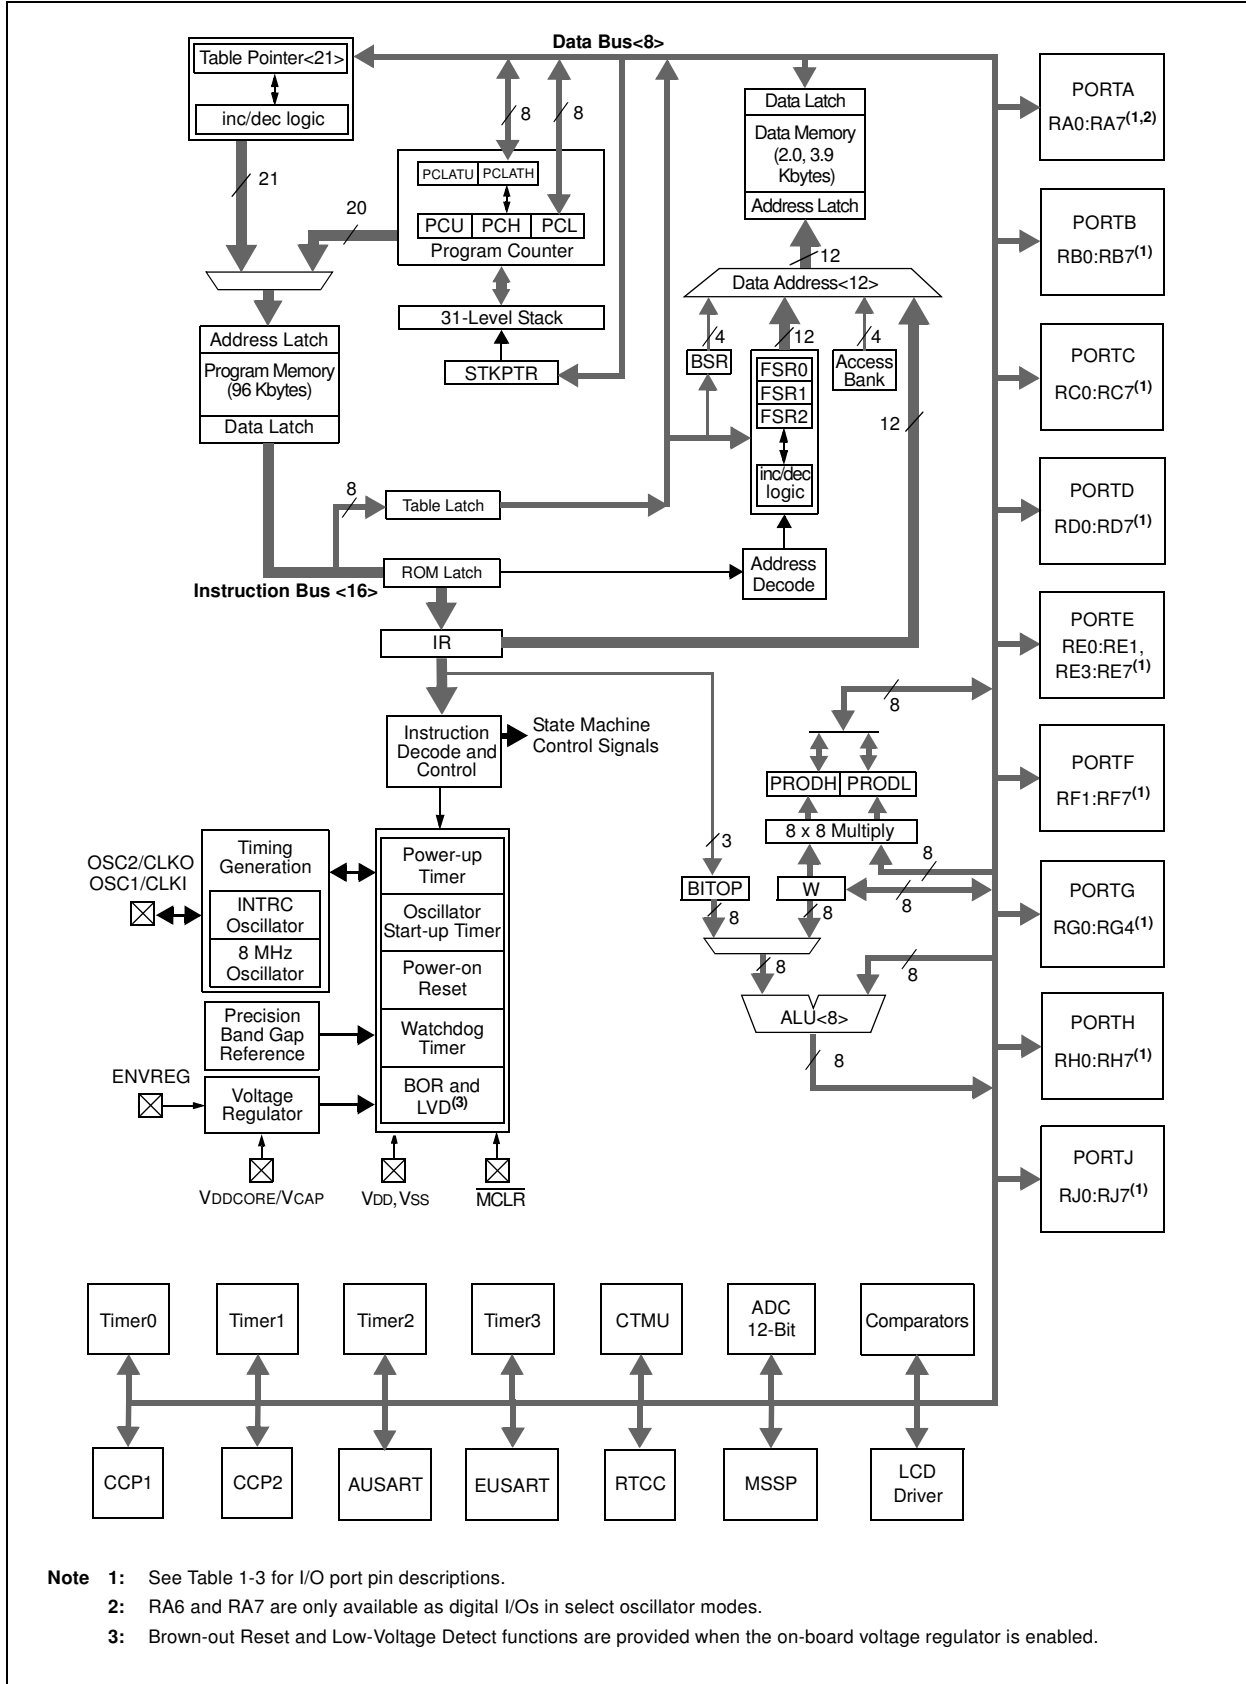 Data Bus<8>
Table Pointer<21>
inc/dec logic
21
20
8
8
PCLATU PCLATH
PCU PCH PCL
Program Counter
31-Level Stack
STKPTR
Address Latch
Program Memory
(96 Kbytes)
Data Latch
8
Table Latch
ROM Latch
Instruction Bus <16>
IR
Instruction
Decode and
Control
State Machine
Control Signals
Data Latch
Data Memory
(2.0, 3.9
Kbytes)
Address Latch
12
Data Address<12>
4
12
4
BSR
FSR0
FSR1
FSR2
inc/dec
logic
Access
Bank
12
Address
Decode
8
PRODH PRODL
8 x 8 Multiply
3
8
BITOP
W
8
8
8
8
8
ALU<8>
8
OSC2/CLKO
OSC1/CLKI
Timing
Generation
INTRC
Oscillator
8 MHz
Oscillator
Precision
Band Gap
Reference
ENVREG
Voltage
Regulator
Power-up
Timer
Oscillator
Start-up Timer
Power-on
Reset
Watchdog
Timer
BOR and
LVD(3)
VDDCORE/VCAP
VDD, VSS
MCLR
PORTA
RA0:RA7(1,2)
PORTB
RB0:RB7(1)
PORTC
RC0:RC7(1)
PORTD
RD0:RD7(1)
PORTE
RE0:RE1,
RE3:RE7(1)
PORTF
RF1:RF7(1)
PORTG
RG0:RG4(1)
PORTH
RH0:RH7(1)
PORTJ
RJ0:RJ7(1)
Timer0
Timer1
Timer2
Timer3
CTMU
ADC
12-Bit
Comparators
CCP1
CCP2
AUSART
EUSART
RTCC
MSSP
LCD
Driver
Note 1: See Table 1-3 for I/O port pin descriptions.
2: RA6 and RA7 are only available as digital I/Os in select oscillator modes.
3: Brown-out Reset and Low-Voltage Detect functions are provided when the on-board voltage regulator is enabled.